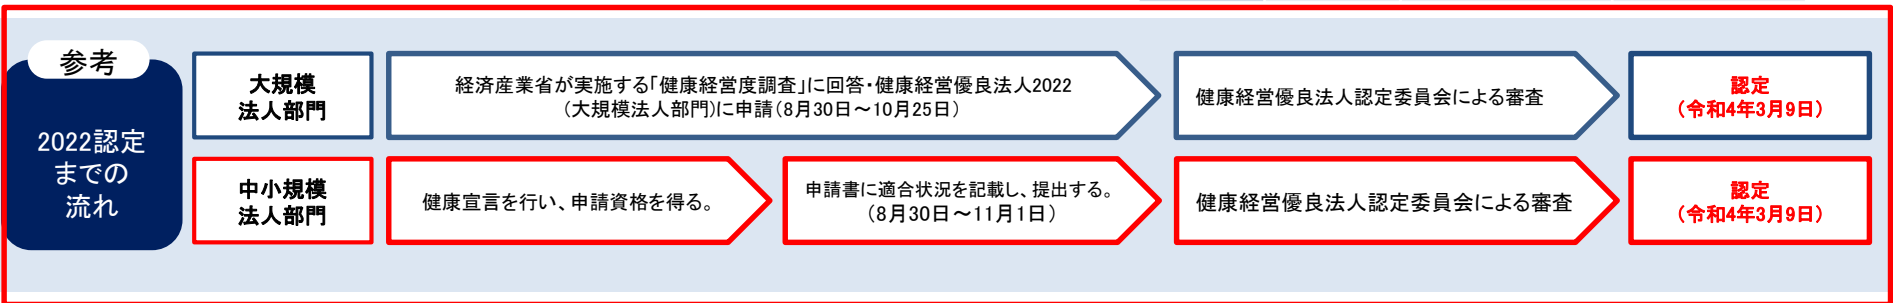 参考
2022認定
までの
流れ
大規模
法人部門
経済産業省が実施する｢健康経営度調査｣に回答・健康経営優良法人2022
(大規模法人部門)に申請(8月30日～10月25日)
健康経営優良法人認定委員会による審査
認定
(令和4年3月9日)
中小規模
法人部門
健康宣言を行い、申請資格を得る。
申請書に適合状況を記載し、提出する。
(8月30日～11月1日)
健康経営優良法人認定委員会による審査
認定
(令和4年3月9日)